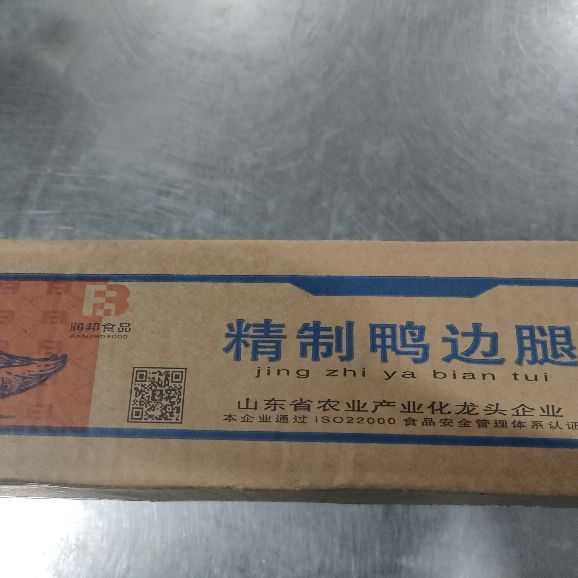 润邦食品
精制鸭边腿
jing zhi ya bian tui
山东省农业产业化龙头企业
本企业通过ISO22000食品安全管理体系认证